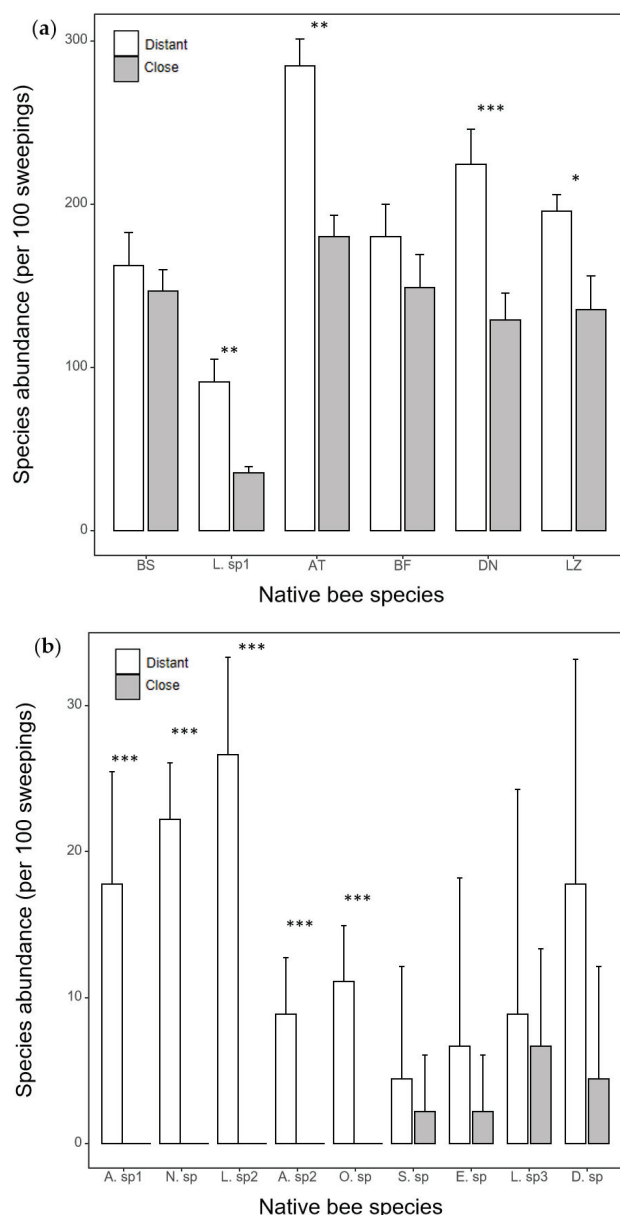 (a)
Distant
Close
Species abundance (per 100 sweepings)
300
200
100
0
**
**
***
*
BS L. sp1 AT BF DN LZ
Native bee species
(b)
Distant
Close
Species abundance (per 100 sweepings)
30
20
10
0
***
***
***
***
***
A. sp1 N. sp L. sp2 A. sp2 O. sp S. sp E. sp L. sp3 D. sp
Native bee species